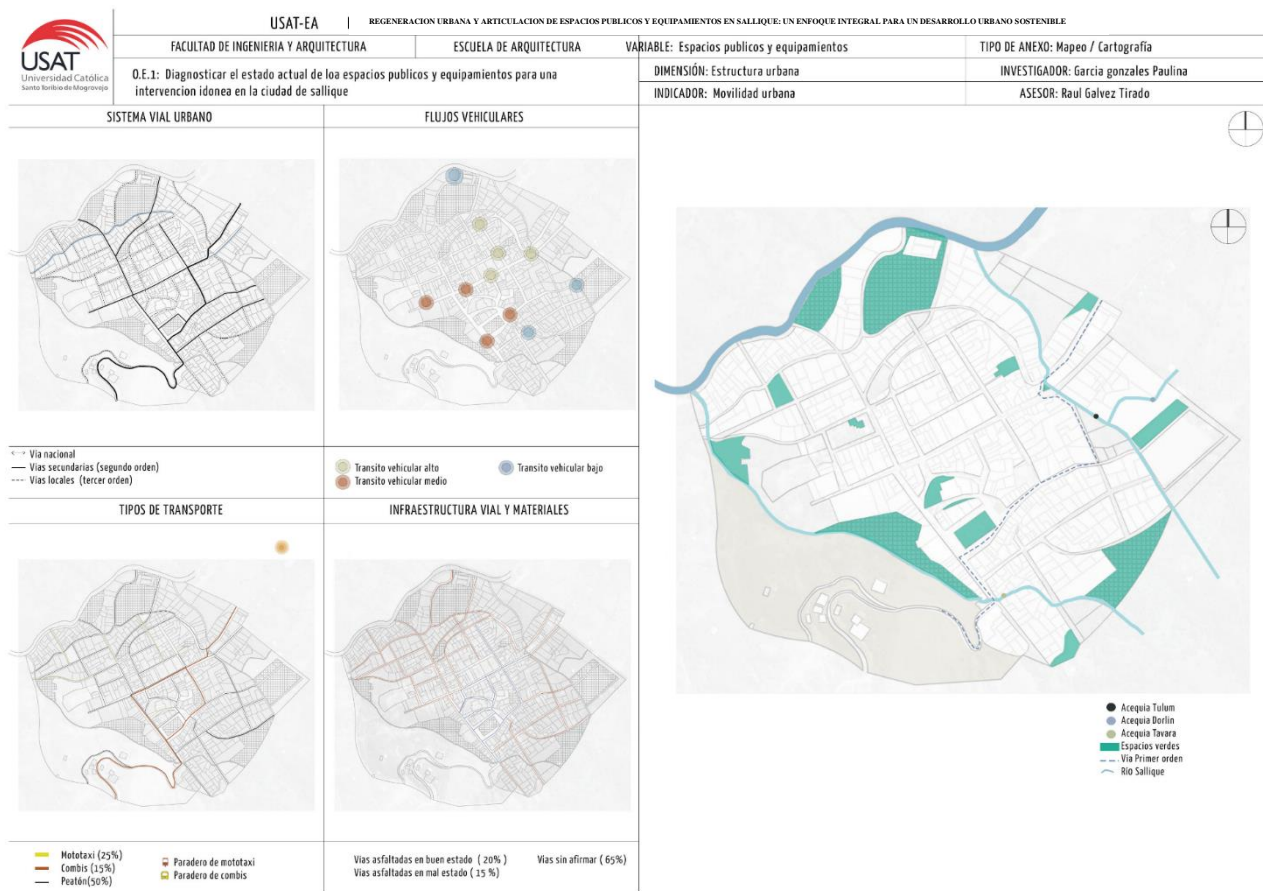 USAT-EA | REGENERACION URBANA Y ARTICULACION DE ESPACIOS PUBLICOS Y EQUIPAMIENTOS EN SALLIQUE: UN ENFOQUE INTEGRAL PARA UN DESARROLLO URBANO SOSTENIBLE
USAT
Universidad Católica
Santo Toribio de Mogrovejo
FACULTAD DE INGENIERIA Y ARQUITECTURA
ESCUELA DE ARQUITECTURA
VARIABLE: Espacios publicos y equipamientos
TIPO DE ANEXO: Mapeo / Cartografía
O.E.1: Diagnosticar el estado actual de loa espacios publicos y equipamientos para una
intervencion idonea en la ciudad de sallique
DIMENSIÓN: Estructura urbana
INVESTIGADOR: Garcia gonzales Paulina
INDICADOR: Movilidad urbana
ASESOR: Raul Galvez Tirado
SISTEMA VIAL URBANO
FLUJOS VEHICULARES
Via nacional
Vias secundarias (segundo orden)
Vias locales (tercer orden)
Transito vehicular alto
Transito vehicular medio
Transito vehicular bajo
TIPOS DE TRANSPORTE
INFRAESTRUCTURA VIAL Y MATERIALES
Mototaxi (25%)
Combis (15%)
Peatón(50%)
Paradero de mototaxi
Paradero de combis
Vias asfaltadas en buen estado ( 20% )
Vias asfaltadas en mal estado ( 15 %)
Vias sin afirmar ( 65%)
Acequia Tulum
Acequia Dorlin
Acequia Tavara
Espacios verdes
Vía Primer orden
Río Sallique